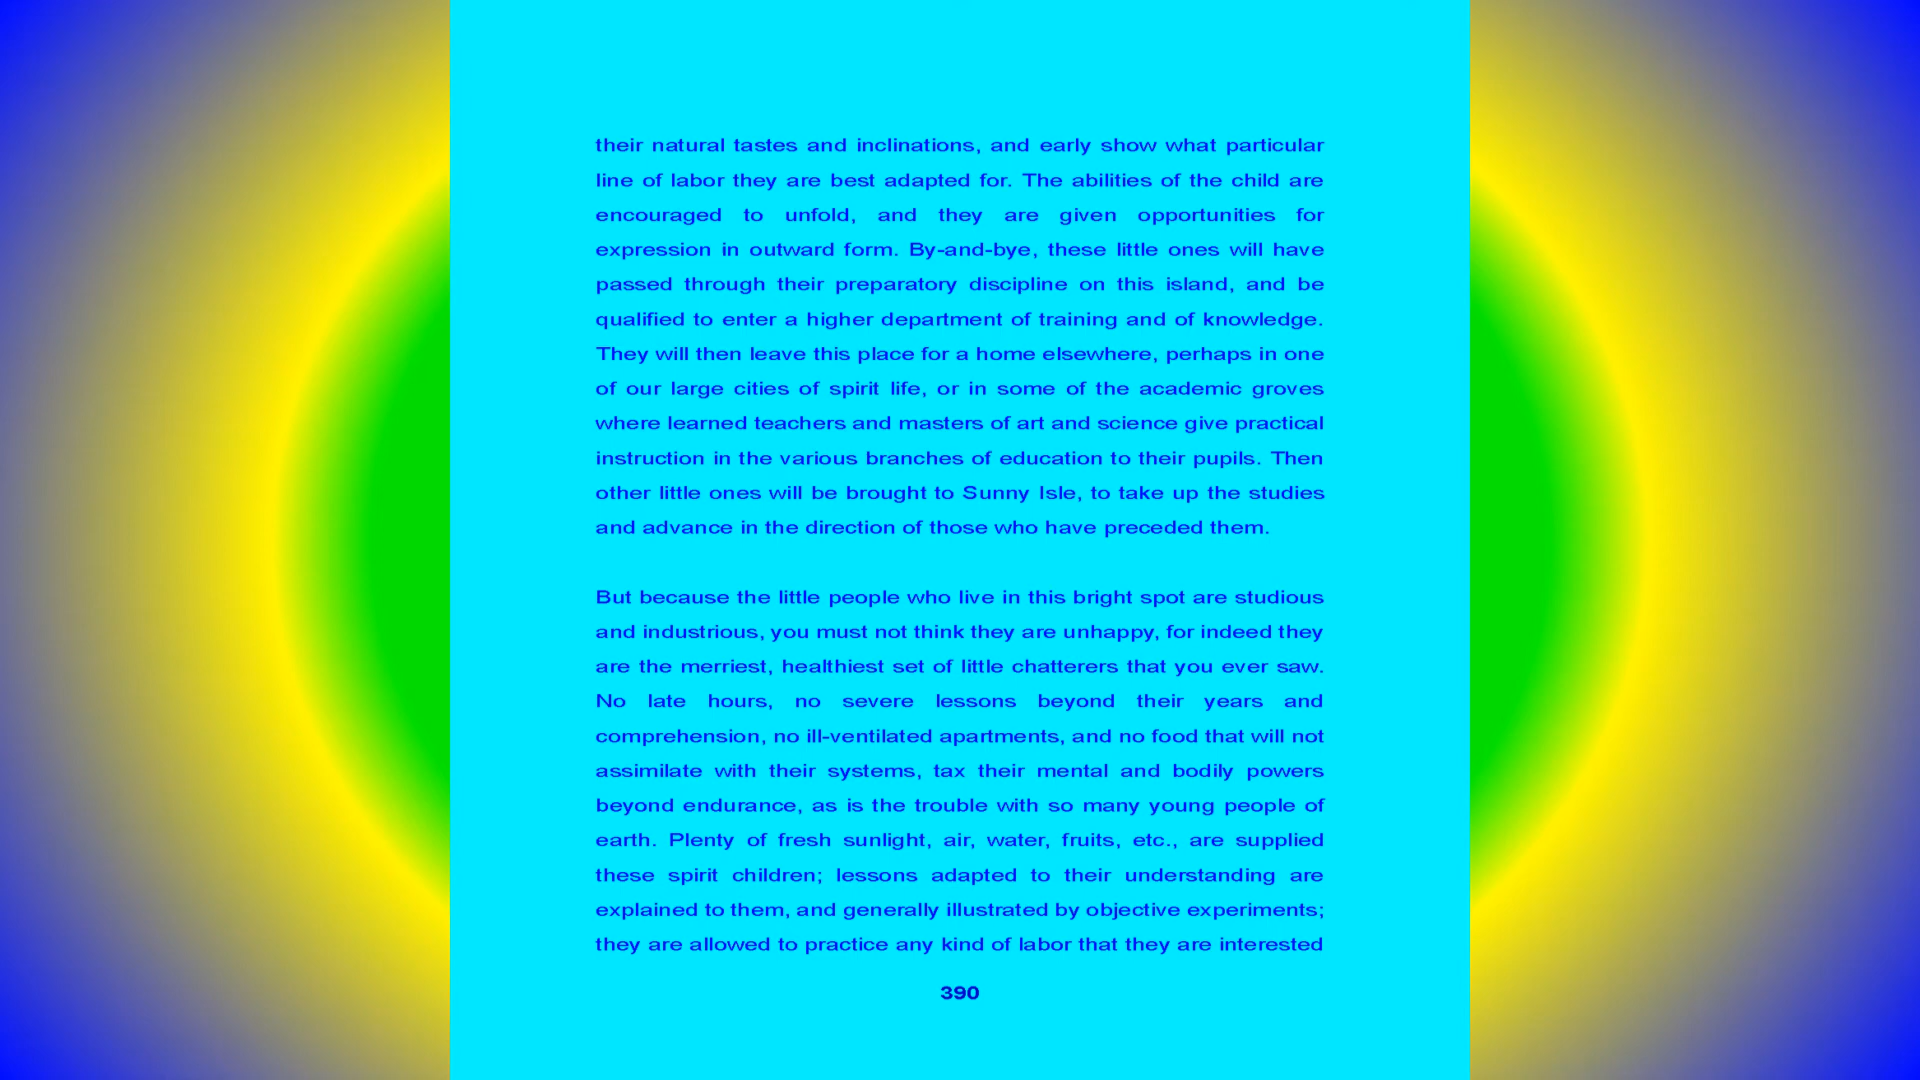 their natural tastes and inclinations, and early show what particular
line of labor they are best adapted for. The abilities of the child are
encouraged to unfold, and they are given opportunities for
expression in outward form. By-and-bye, these little ones will have
passed through their preparatory discipline on this island, and be
qualified to enter a higher department of training and of knowledge.
They will then leave this place for a home elsewhere, perhaps in one
of our large cities of spirit life, or in some of the academic groves
where learned teachers and masters of art and science give practical
instruction in the various branches of education to their pupils. Then
other little ones will be brought to Sunny Isle, to take up the studies
and advance in the direction of those who have preceded them.
But because the little people who live in this bright spot are studious
and industrious, you must not think they are unhappy, for indeed they
are the merriest, healthiest set of little chatterers that you ever saw.
No late hours, no severe lessons beyond their years and
comprehension, no ill-ventilated apartments, and no food that will not
assimilate with their systems, tax their mental and bodily powers
beyond endurance, as is the trouble with so many young people of
earth. Plenty of fresh sunlight, air, water, fruits, etc., are supplied
these spirit children; lessons adapted to their understanding are
explained to them, and generally illustrated by objective experiments;
they are allowed to practice any kind of labor that they are interested
390